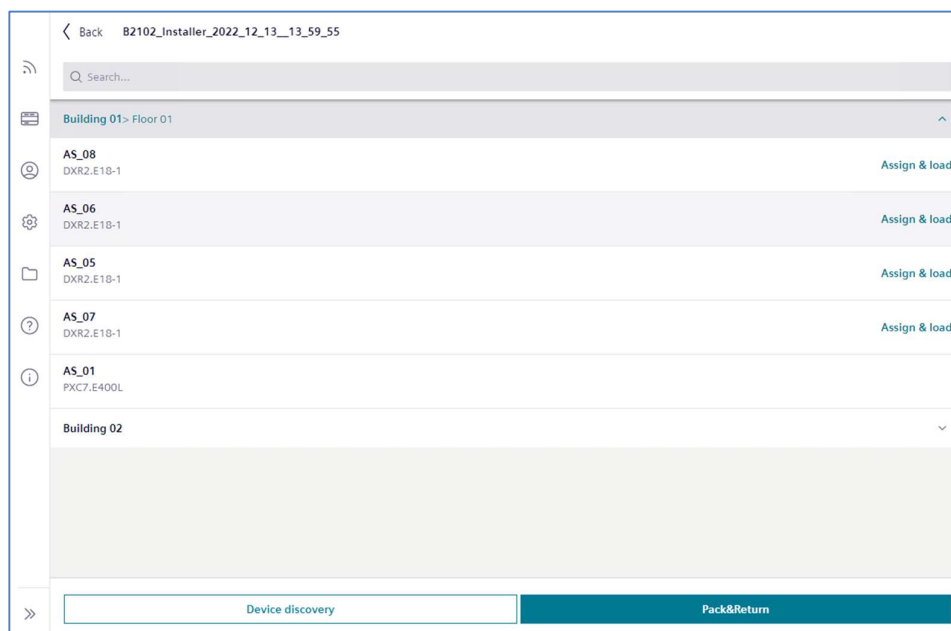 Back B2102_Installer_2022_12_13__13_59_55
Search...
Building 01> Floor 01
AS_08
DXR2.E18-1
Assign & load
AS_06
DXR2.E18-1
Assign & load
AS_05
DXR2.E18-1
Assign & load
AS_07
DXR2.E18-1
Assign & load
AS_01
PXC7.E400L
Building 02
Device discovery
Pack&Return